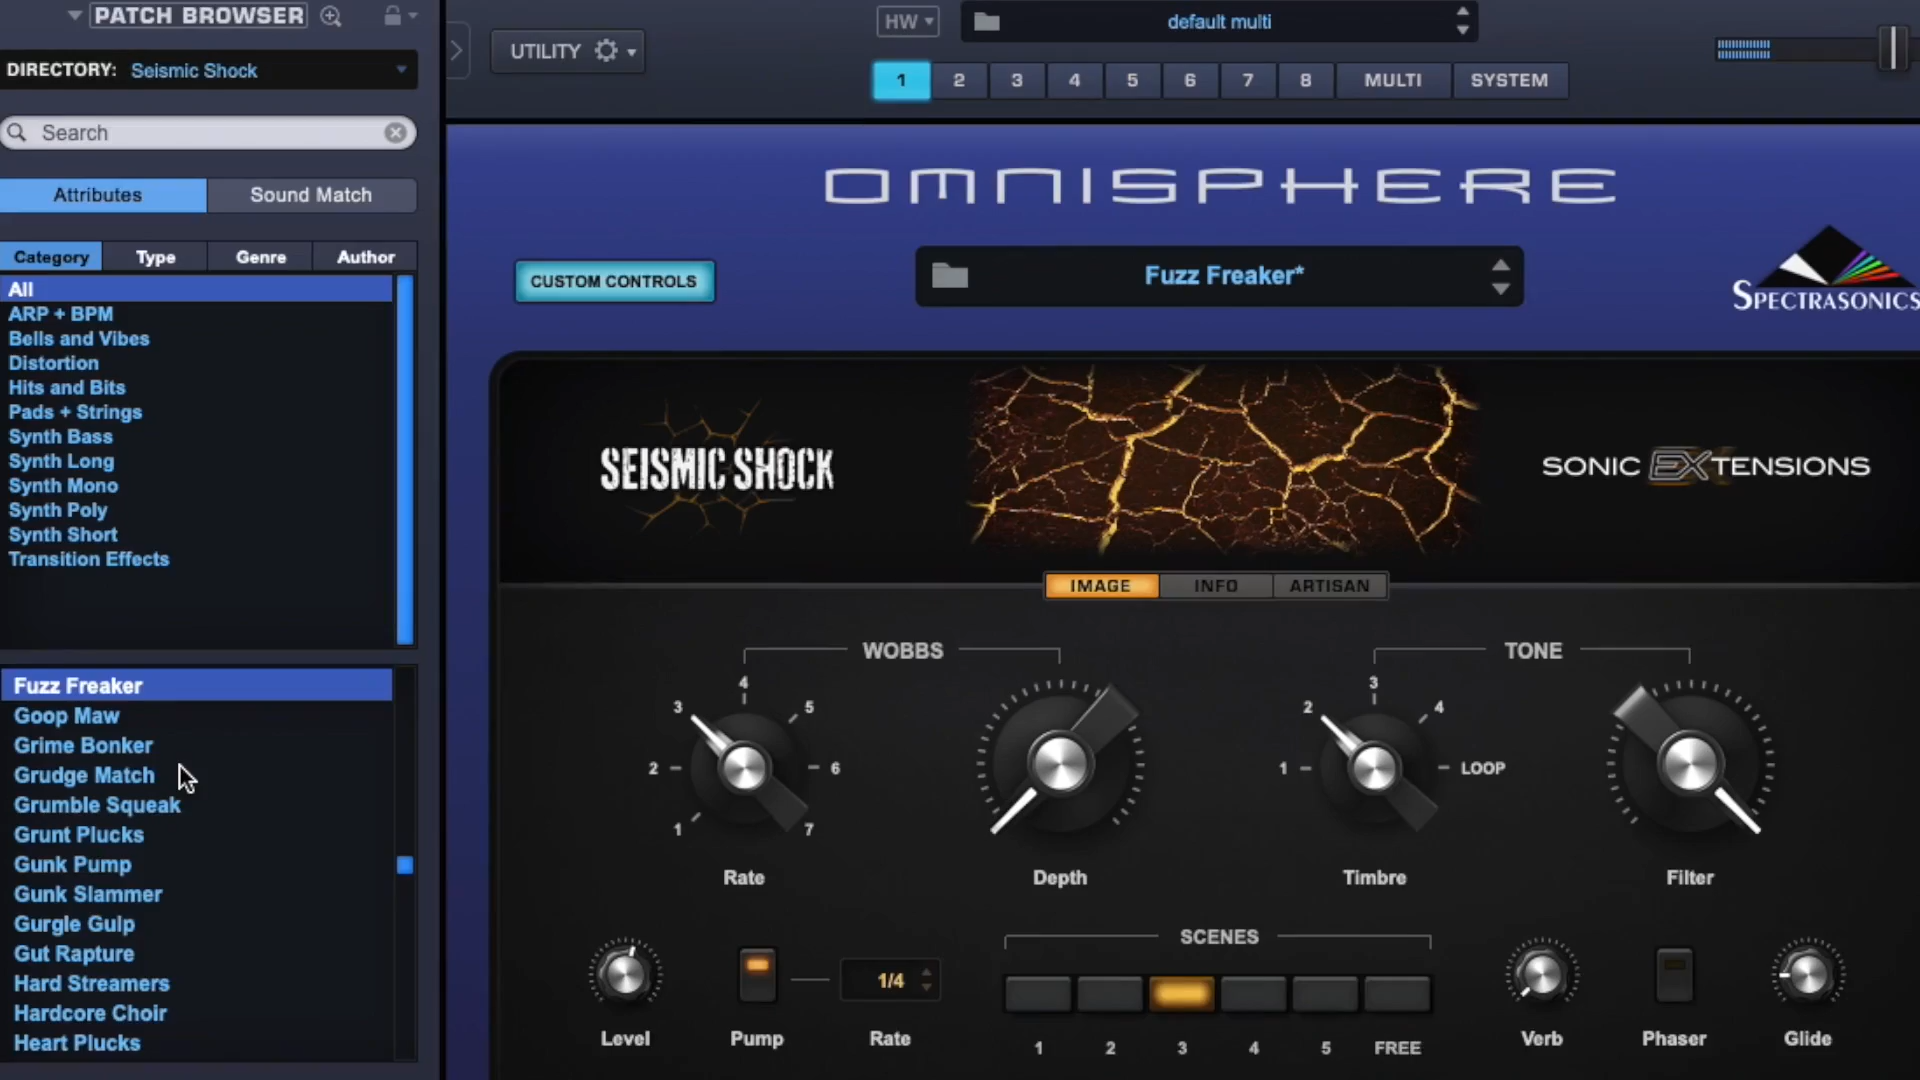 PATCH BROWSER
DIRECTORY: Seismic Shock
Search
Attributes Sound Match
Category Type Genre Author
All
ARP + BPM
Bells and Vibes
Distortion
Hits and Bits
Pads + Strings
Synth Bass
Synth Long
Synth Mono
Synth Poly
Synth Short
Transition Effects
Fuzz Freaker
Goop Maw
Grime Bonker
Grudge Match
Grumble Squeak
Grunt Plucks
Gunk Pump
Gunk Slammer
Gurgle Gulp
Gut Rapture
Hard Streamers
Hardcore Choir
Heart Plucks
UTILITY
HW
default multi
1 2 3 4 5 6 7 8 MULTI SYSTEM
OMNISPHERE
CUSTOM CONTROLS
Fuzz Freaker*
SPECTRASONICS
SEISMIC SHOCK
SONIC EXTENSIONS
IMAGE INFO ARTISAN
WOBBS
1 2 3 4 5 6 7
Rate
Depth
TONE
1 2 3 4 LOOP
Timbre
Filter
Level
Pump
1/4
Rate
SCENES
1 2 3 4 5 FREE
Verb
Phaser
Glide